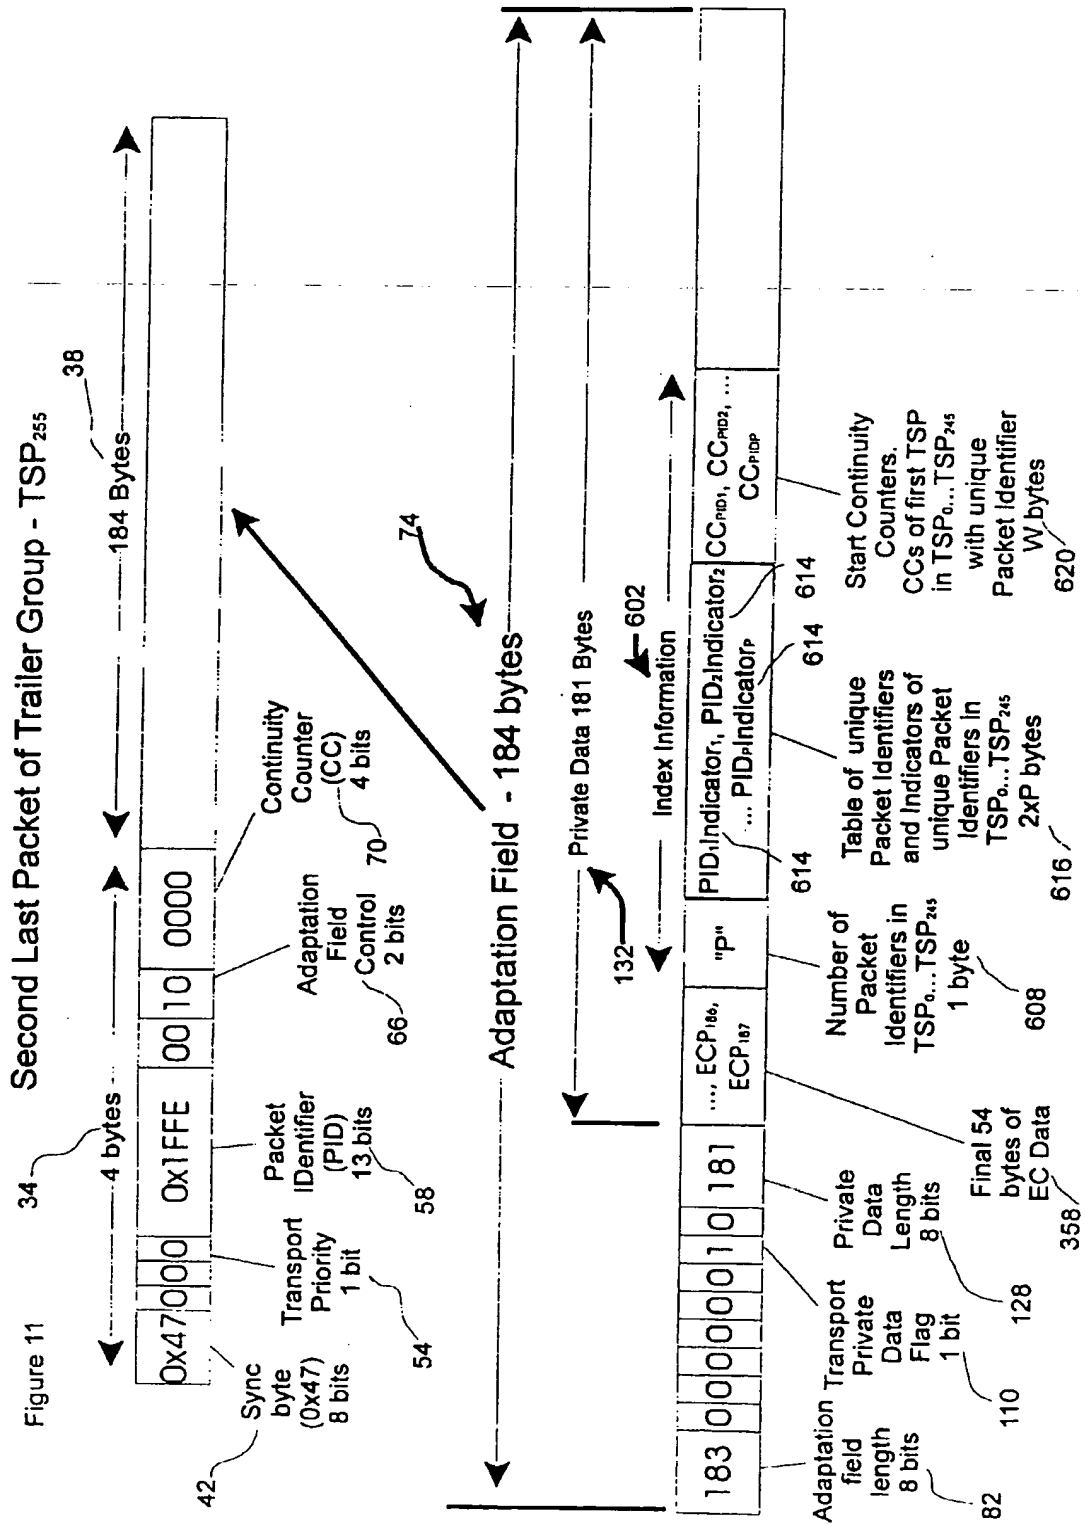 Figure 11
Second Last Packet of Trailer Group - TSP₂₅₅
34
4 bytes
38
184 Bytes
0x47 0 0 0 0x1FFE 00 10 0000
Sync
byte
(0x47)
8 bits
42
Transport
Priority
1 bit
54
Packet
IDentifier
(PID)
13 bits
58
Adaptation
Field
Control
2 bits
66
Continuity
Counter
(CC)
4 bits
70
Adaptation Field - 184 bytes
74
Private Data 181 Bytes
132
Index Information
602
183 0 0 0 0 0 0 1 0 181 ..., ECP₁₈₆,
ECP₁₈₇
"P"
PID₁Indicator₁, PID₂Indicator₂
... PIDₚIndicatorₚ
CC_PID1, CC_PID2, ...
CC_PIDP
614
614
614
Adaptation
field
length
8 bits
82
Transport
Private
Data
Flag
1 bit
110
Private
Data
Length
8 bits
128
Final 54
bytes of
EC Data
358
Number of
Packet
Identifiers in
TSP₀...TSP₂₄₅
1 byte
608
Table of unique
Packet Identifiers
and Indicators of
unique Packet
Identifiers in
TSP₀...TSP₂₄₅
2xP bytes
616
Start Continuity
Counters.
CCs of first TSP
in TSP₀...TSP₂₄₅
with unique
Packet Identifier
W bytes
620